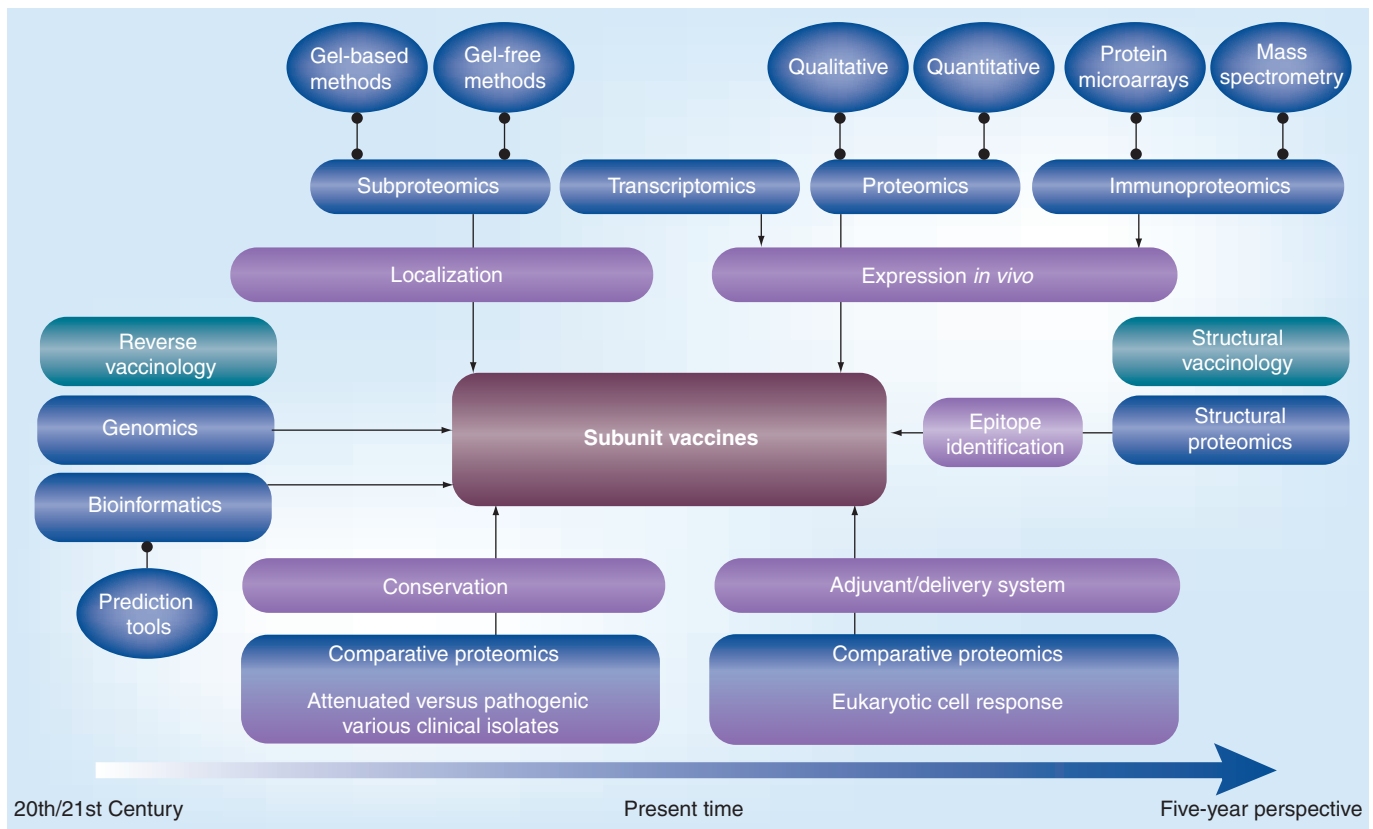 Gel-based
methods
Gel-free
methods
Qualitative
Quantitative
Protein
microarrays
Mass
spectrometry
Subproteomics
Transcriptomics
Proteomics
Immunoproteomics
Localization
Expression in vivo
Reverse
vaccinology
Structural
vaccinology
Genomics
Subunit vaccines
Epitope
identification
Structural
proteomics
Bioinformatics
Prediction
tools
Conservation
Adjuvant/delivery system
Comparative proteomics
Attenuated versus pathogenic
various clinical isolates
Comparative proteomics
Eukaryotic cell response
20th/21st Century
Present time
Five-year perspective